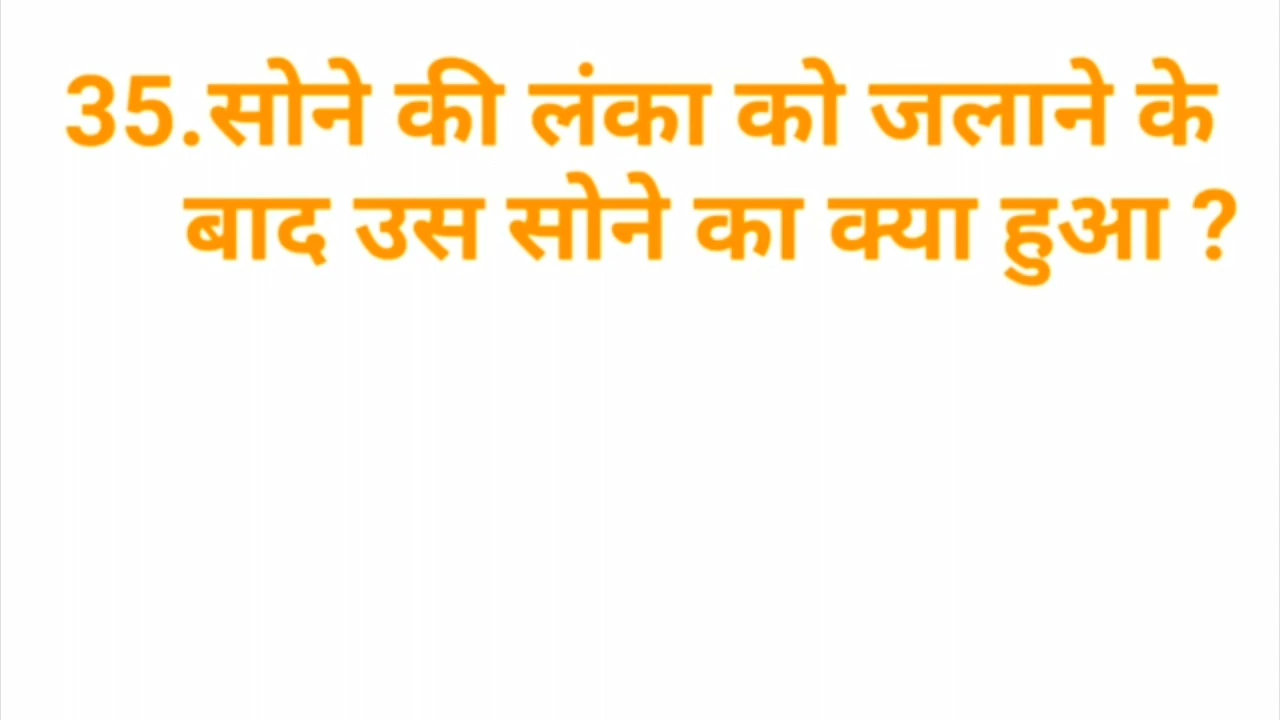 35.सोने की लंका को जलाने के
बाद उस सोने का क्या हुआ ?